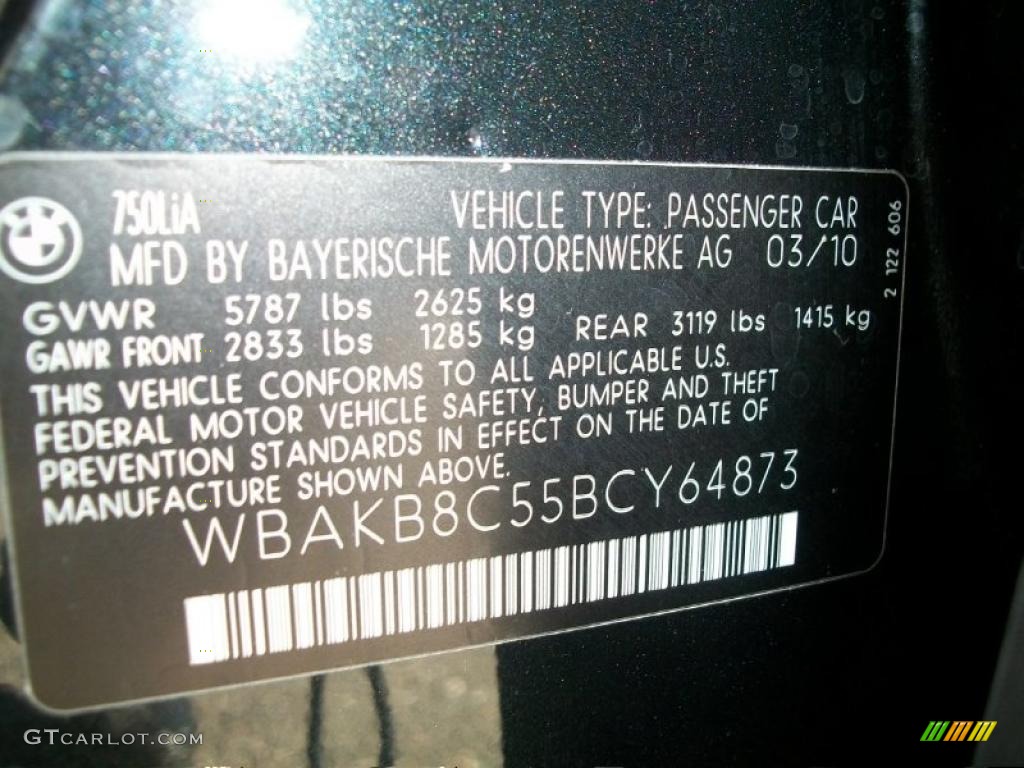 750LiA VEHICLE TYPE: PASSENGER CAR
MFD BY BAYERISCHE MOTORENWERKE AG 03/10
GVWR 5787 lbs 2625 kg
GAWR FRONT 2833 lbs 1285 kg REAR 3119 lbs 1415 kg
THIS VEHICLE CONFORMS TO ALL APPLICABLE U.S.
FEDERAL MOTOR VEHICLE SAFETY, BUMPER AND THEFT
PREVENTION STANDARDS IN EFFECT ON THE DATE OF
MANUFACTURE SHOWN ABOVE.
WBAKB8C55BCY64873
2 122 606
GTCARLOT.COM